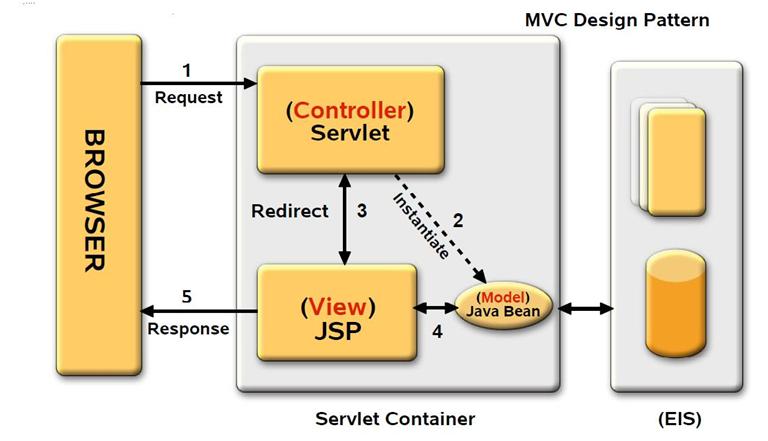 MVC Design Pattern
BROWSER
1
Request
(Controller)
Servlet
Redirect
3
Instantiate
2
(View)
JSP
(Model)
Java Bean
4
5
Response
Servlet Container
(EIS)